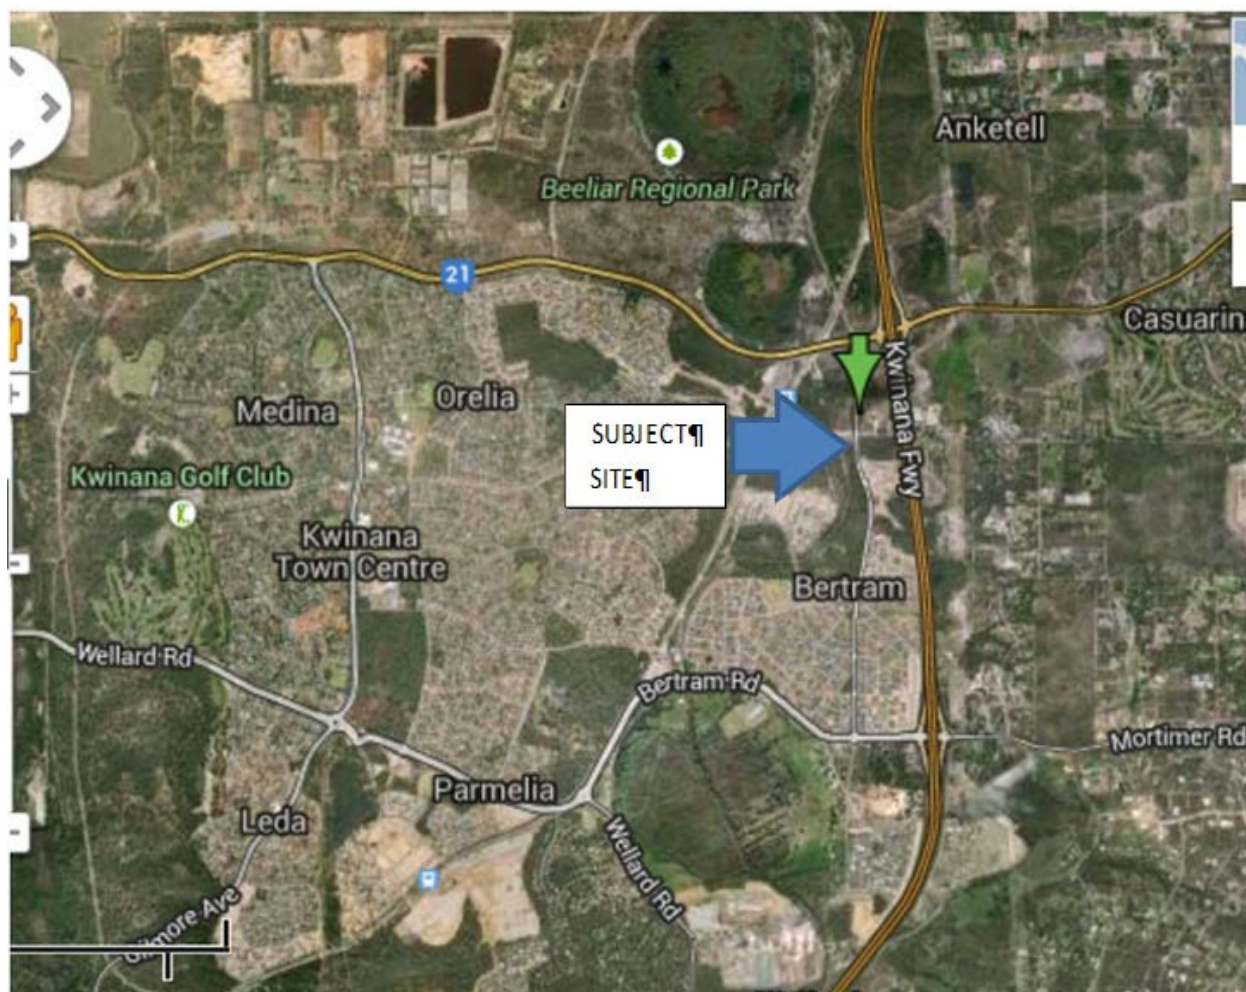 Anketell
Beeliar Regional Park
21
Casuarin
Kwinana Fwy
Orelia
Medina
SUBJECT¶
SITE¶
Kwinana Golf Club
Kwinana
Town Centre
Bertram
Wellard Rd
Bertram Rd
Mortimer Rd
Parmelia
Leda
Wellard Rd
Gilmore Ave